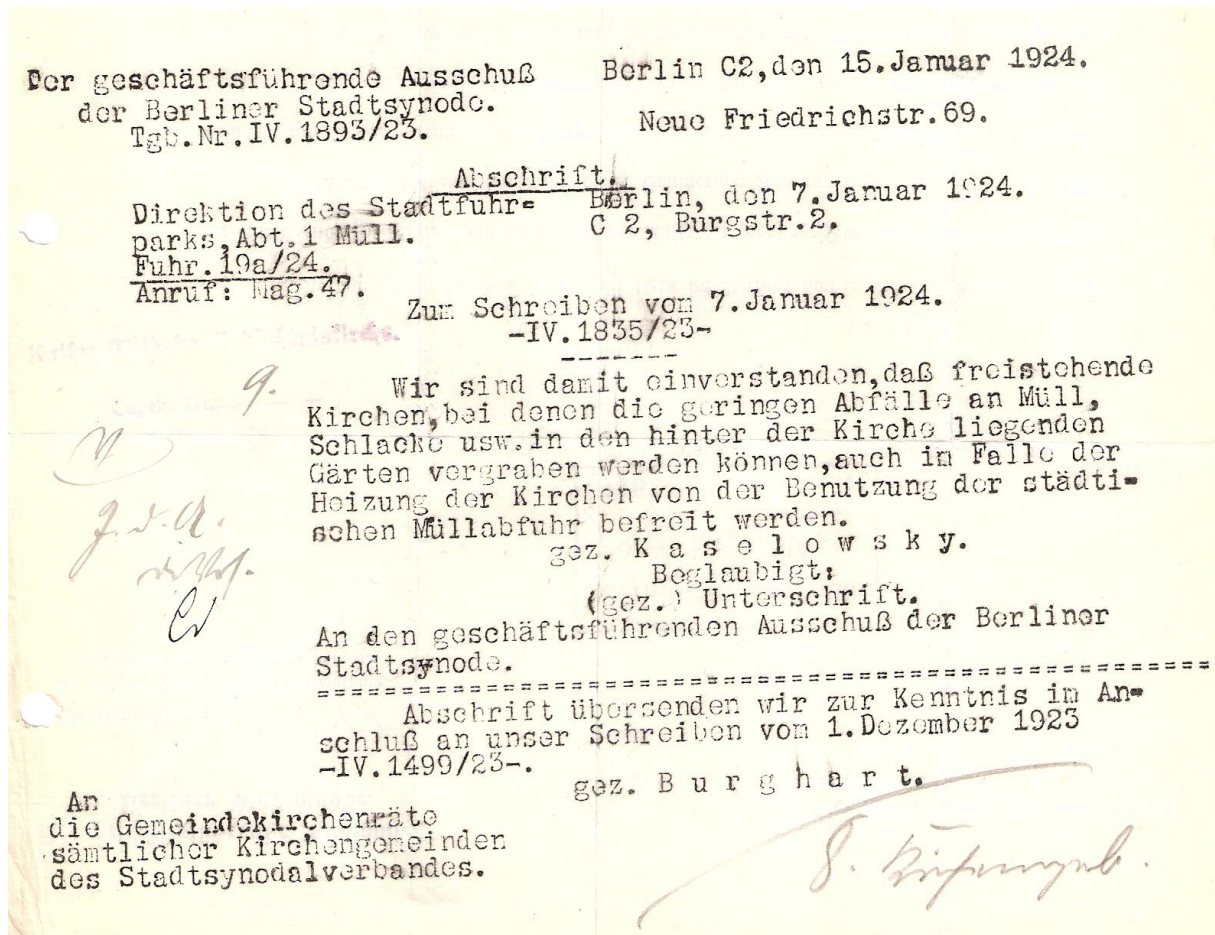 Der geschäftsführende Ausschuß
der Berliner Stadtsynode.
Tgb.Nr.IV.1893/23.
Berlin C2,den 15.Januar 1924.
Neue Friedrichstr.69.
Abschrift.
Direktion des Stadtfuhr=
parks,Abt.1 Müll.
Fuhr.19a/24.
Anruf: Mag.47.
Berlin, den 7.Januar 1924.
C 2, Burgstr.2.
Zum Schreiben vom 7.Januar 1924.
-IV.1835/23-
-------
Wir sind damit einverstanden,daß freistehende
Kirchen,bei denen die geringen Abfälle an Müll,
Schlacke usw.in den hinter der Kirche liegenden
Gärten vergraben werden können,auch im Falle der
Heizung der Kirchen von der Benutzung der städti=
schen Müllabfuhr befreit werden.
gez. K a s e l o w s k y.
Beglaubigt:
(gez.) Unterschrift.
An den geschäftsführenden Ausschuß der Berliner
Stadtsynode.
Abschrift übersenden wir zur Kenntnis im An=
schluß an unser Schreiben vom 1.Dezember 1923
-IV.1499/23-.
gez. B u r g h a r t.
An
die Gemeindekirchenräte
sämtlicher Kirchengemeinden
des Stadtsynodalverbandes.
9.